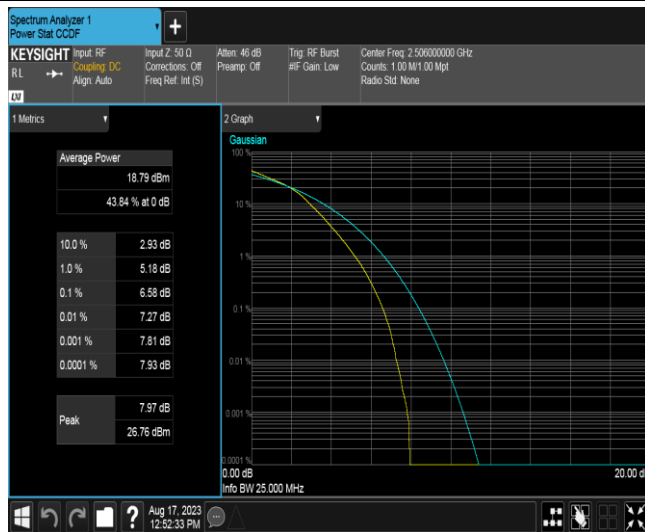 Spectrum Analyzer 1
Power Stat CCDF
+
KEYSIGHT
RL
LXI
Input: RF
Coupling: DC
Align: Auto
Input Z: 50 Ω
Corrections: Off
Freq Ref: Int (S)
Atten: 46 dB
Preamp: Off
Trig: RF Burst
#IF Gain: Low
Center Freq: 2.506000000 GHz
Counts: 1.00 M/1.00 Mpt
Radio Std: None
1 Metrics
Average Power
18.79 dBm
43.84 % at 0 dB
10.0 % 2.93 dB
1.0 % 5.18 dB
0.1 % 6.58 dB
0.01 % 7.27 dB
0.001 % 7.81 dB
0.0001 % 7.93 dB
Peak
7.97 dB
26.76 dBm
2 Graph
Gaussian
100 %
10 %
1 %
0.1 %
0.01 %
0.001 %
0.0001 %
0.00 dB
20.00 d
Info BW 25.000 MHz
?
Aug 17, 2023
12:52:33 PM